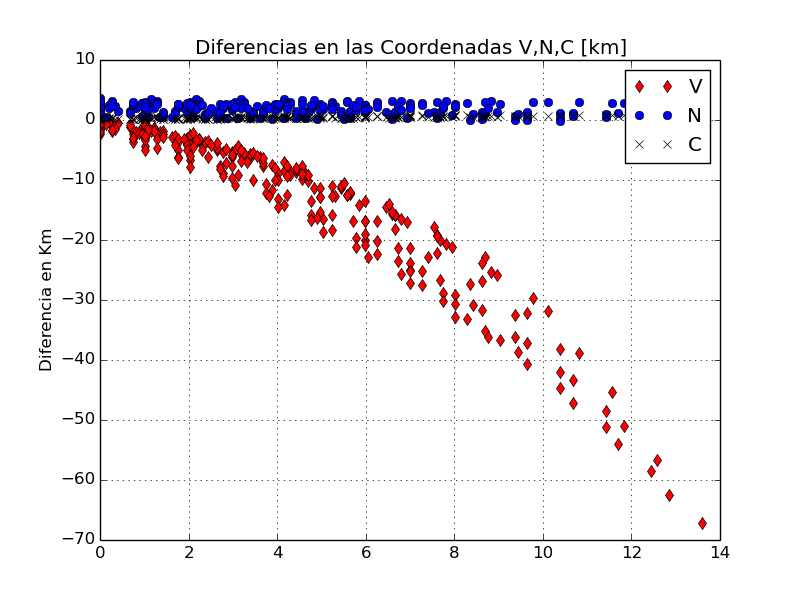 Diferencias en las Coordenadas V,N,C [km]
V
N
C
Diferencia en Km
10
0
−10
−20
−30
−40
−50
−60
−70
0 2 4 6 8 10 12 14